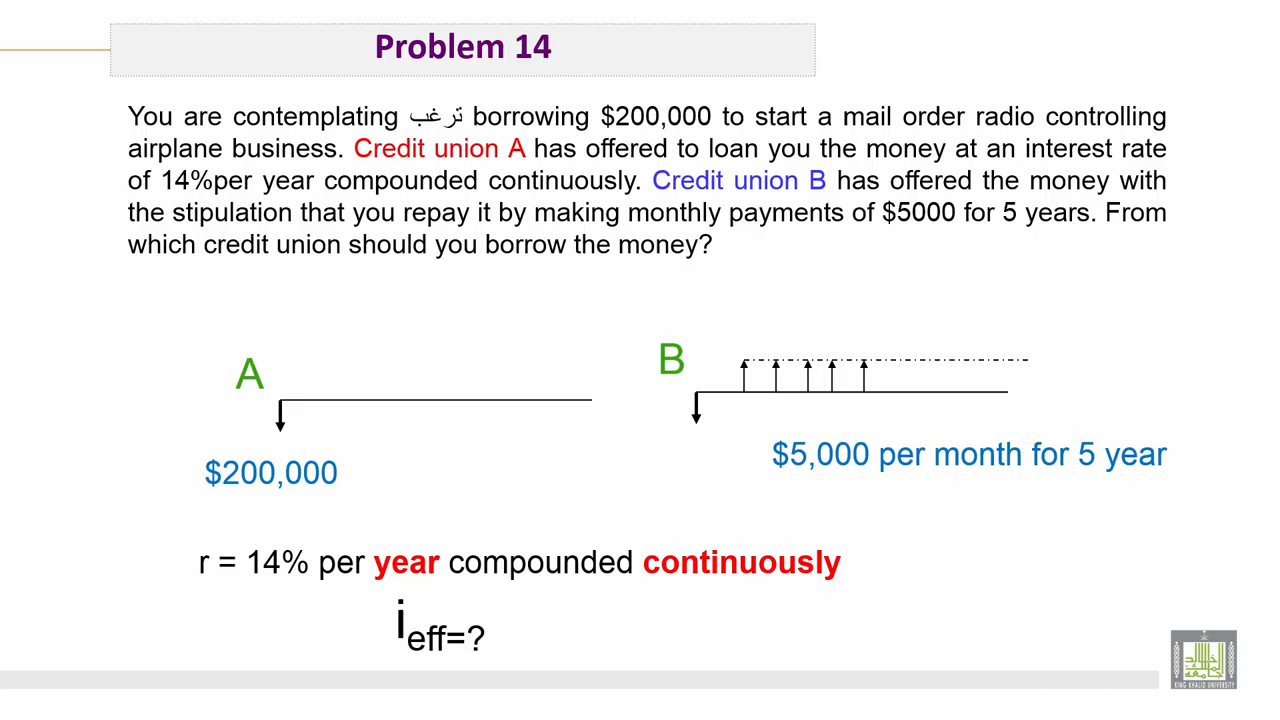 Problem 14
You are contemplating ترغب borrowing $200,000 to start a mail order radio controlling
airplane business. Credit union A has offered to loan you the money at an interest rate
of 14%per year compounded continuously. Credit union B has offered the money with
the stipulation that you repay it by making monthly payments of $5000 for 5 years. From
which credit union should you borrow the money?
A
B
$200,000
$5,000 per month for 5 year
r = 14% per year compounded continuously
ieff=?
KING KHALID UNIVERSITY